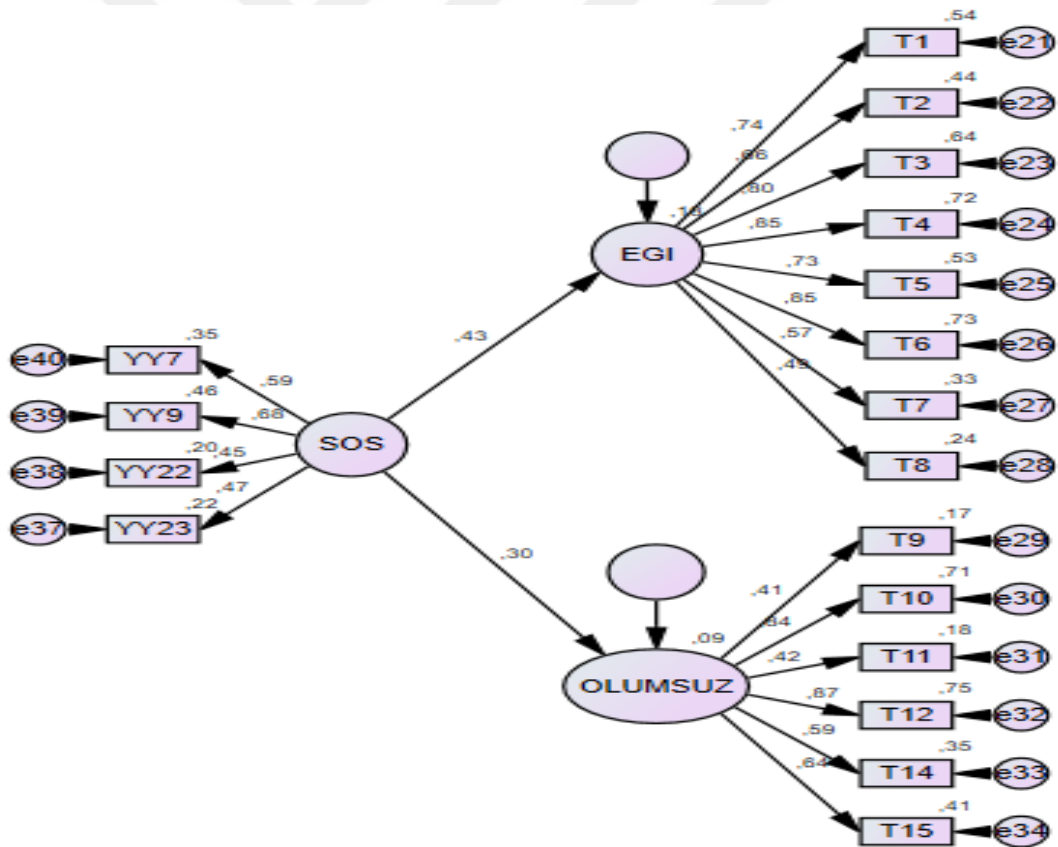 ,54
T1
e21
,44
T2
e22
,74
,64
T3
e23
,66
,80
,72
T4
e24
,85
EGI
,53
T5
e25
,73
,85
,73
T6
e26
,43
,57
,33
T7
e27
,49
,24
T8
e28
,35
e40
YY7
,59
,46
e39
YY9
,68
SOS
,20
,45
e38
YY22
,47
,22
e37
YY23
,30
,17
T9
e29
,41
,71
T10
e30
,84
,09
,18
T11
e31
,42
OLUMSUZ
,87
,75
T12
e32
,59
,35
T14
e33
,64
,41
T15
e34